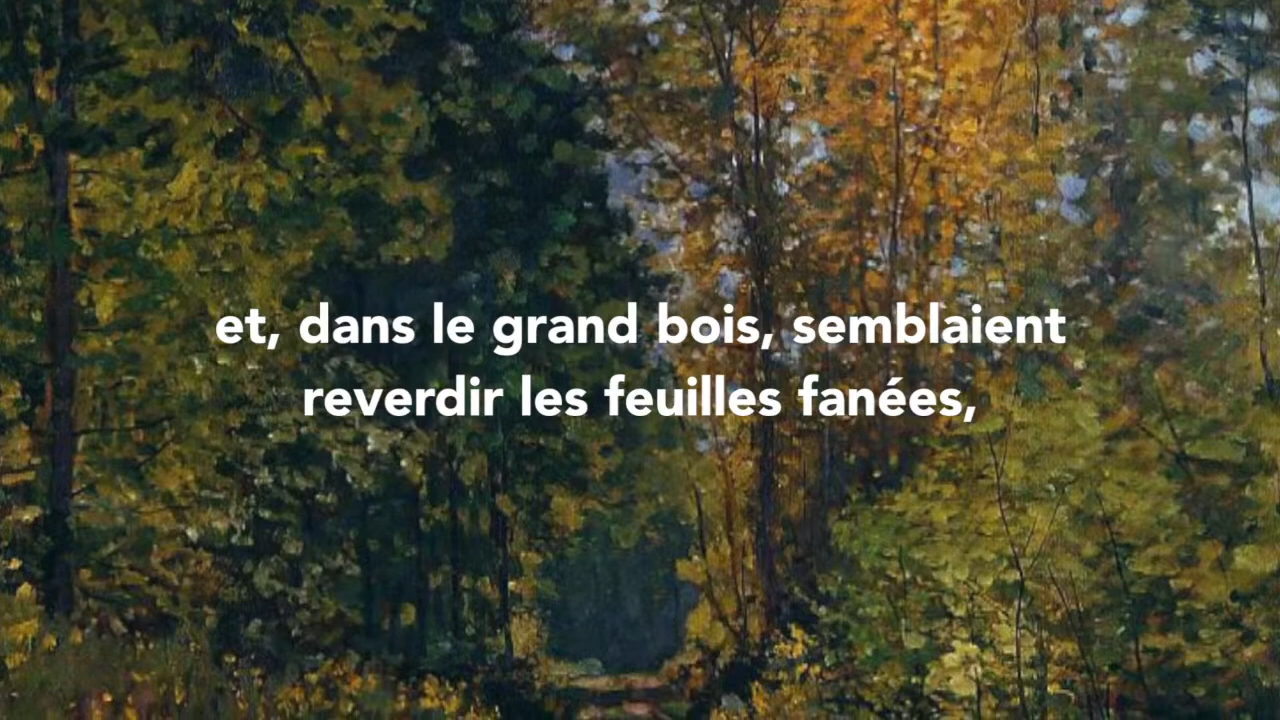 et, dans le grand bois, semblaient
reverdir les feuilles fanées,